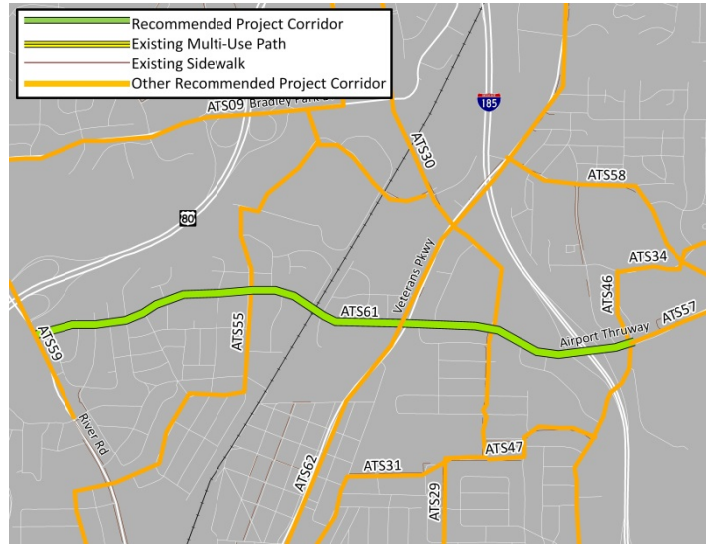 Recommended Project Corridor
Existing Multi-Use Path
Existing Sidewalk
Other Recommended Project Corridor
ATS09
Bradley Park
185
ATS30
ATS58
80
ATS34
Veterans Pkwy
ATS46
ATS57
ATS61
ATS55
Airport Thruway
ATS59
River Rd
ATS62
ATS31
ATS47
ATS29